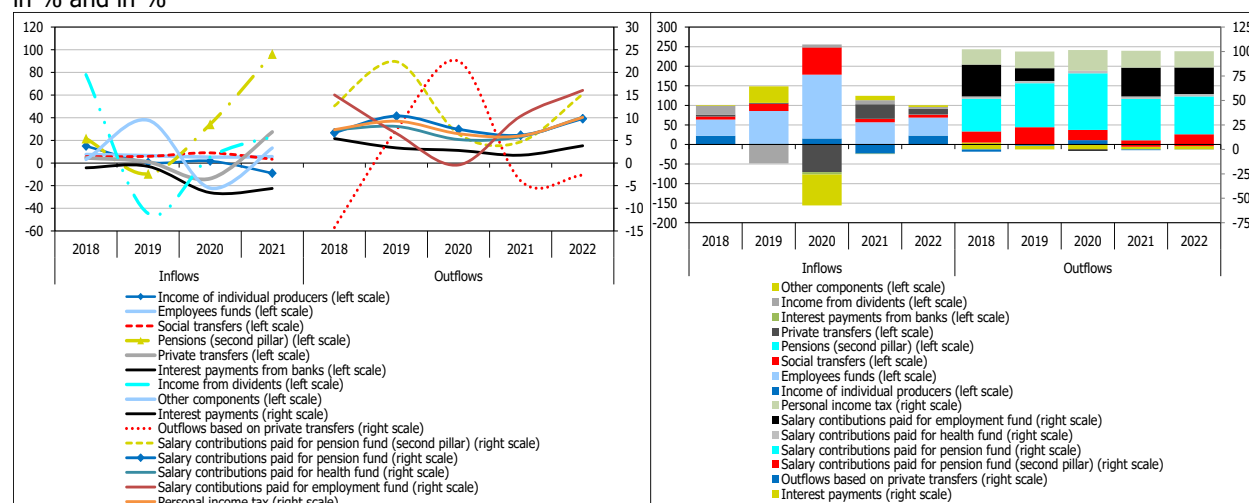 in % and in %
120
100
80
60
40
20
0
-20
-40
-60
30
25
20
15
10
5
0
-5
-10
-15
2018 2019 2020 2021 2018 2019 2020 2021 2022
Inflows Outflows
Income of individual producers (left scale)
Employees funds (left scale)
Social transfers (left scale)
Pensions (second pillar) (left scale)
Private transfers (left scale)
Interest payments from banks (left scale)
Income from dividends (left scale)
Other components (left scale)
Interest payments (right scale)
Outflows based on private transfers (right scale)
Salary contributions paid for pension fund (second pillar) (right scale)
Salary contributions paid for pension fund (right scale)
Salary contributions paid for health fund (right scale)
Salary contibutions paid for employment fund (right scale)
Personal income tax (right scale)
300
250
200
150
100
50
0
-50
-100
-150
-200
125
100
75
50
25
0
-25
-50
-75
2018 2019 2020 2021 2022 2018 2019 2020 2021 2022
Inflows Outflows
Other components (left scale)
Income from dividends (left scale)
Interest payments from banks (left scale)
Private transfers (left scale)
Pensions (second pillar) (left scale)
Social transfers (left scale)
Employees funds (left scale)
Income of individual producers (left scale)
Personal income tax (right scale)
Salary contibutions paid for employment fund (right scale)
Salary contributions paid for health fund (right scale)
Salary contributions paid for pension fund (right scale)
Salary contributions paid for pension fund (second pillar) (right scale)
Outflows based on private transfers (right scale)
Interest payments (right scale)